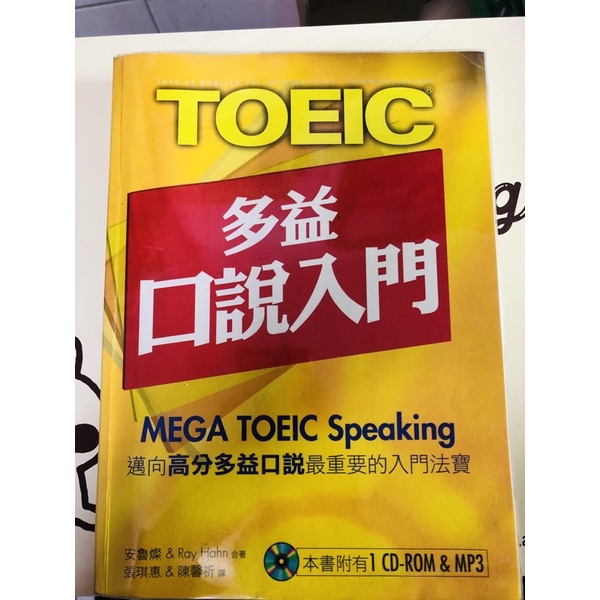 TOEIC®
多益
口說入門
MEGA TOEIC Speaking
邁向高分多益口說最重要的入門法寶
安魯燦 & Ray Hahn 合著
張琪惠 & 陳馨祈 譯
本書附有1 CD-ROM & MP3